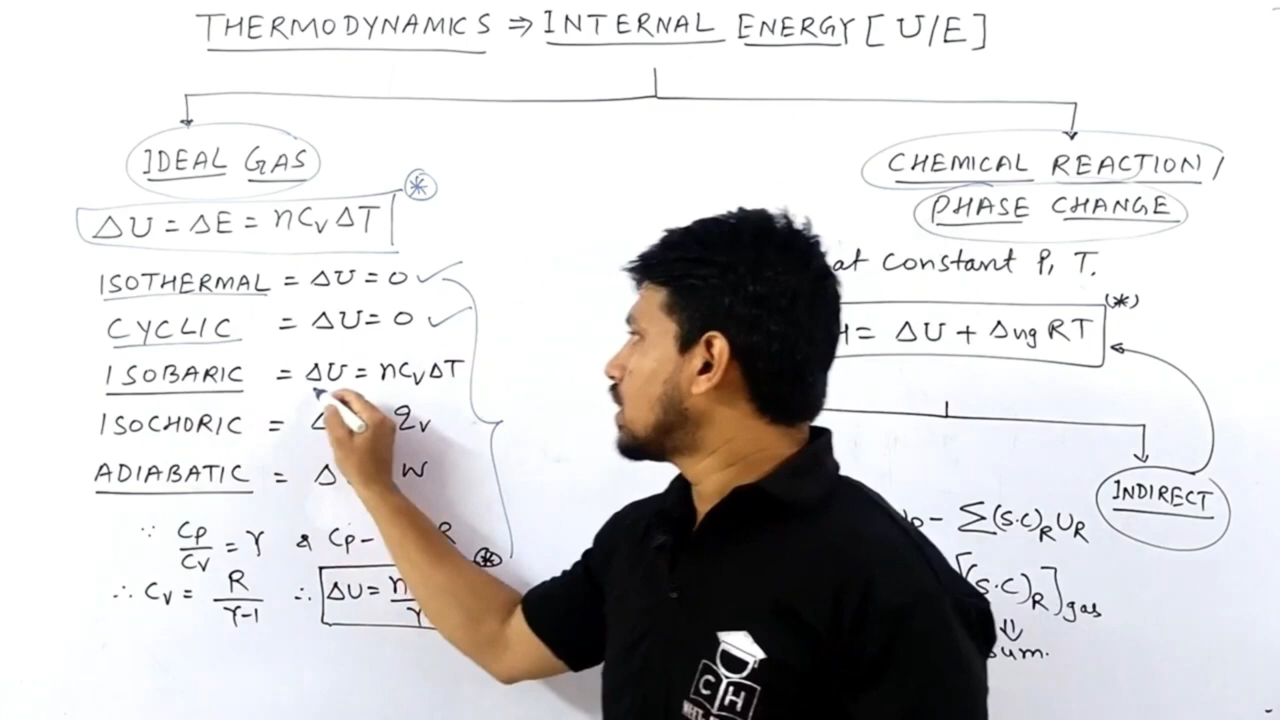 THERMODYNAMICS ⇒ INTERNAL ENERGY [U/E]
IDEAL GAS
ΔU = ΔE = nCvΔT
ISOTHERMAL = ΔU = 0 ✓
CYCLIC = ΔU = 0 ✓
ISOBARIC = ΔU = nCvΔT
ISOCHORIC = Δ qv
ADIABATIC = Δ W
∵ Cp/Cv = γ & Cp - R
∴ Cv = R/γ-1 ∴ ΔU = n
γ
CHEMICAL REACTION /
PHASE CHANGE
at constant P, T.
H = ΔU + Δng RT
(*)
INDIRECT
- Σ(S.C)R UR
(S.C)R]gas
⇓
sum.
CH